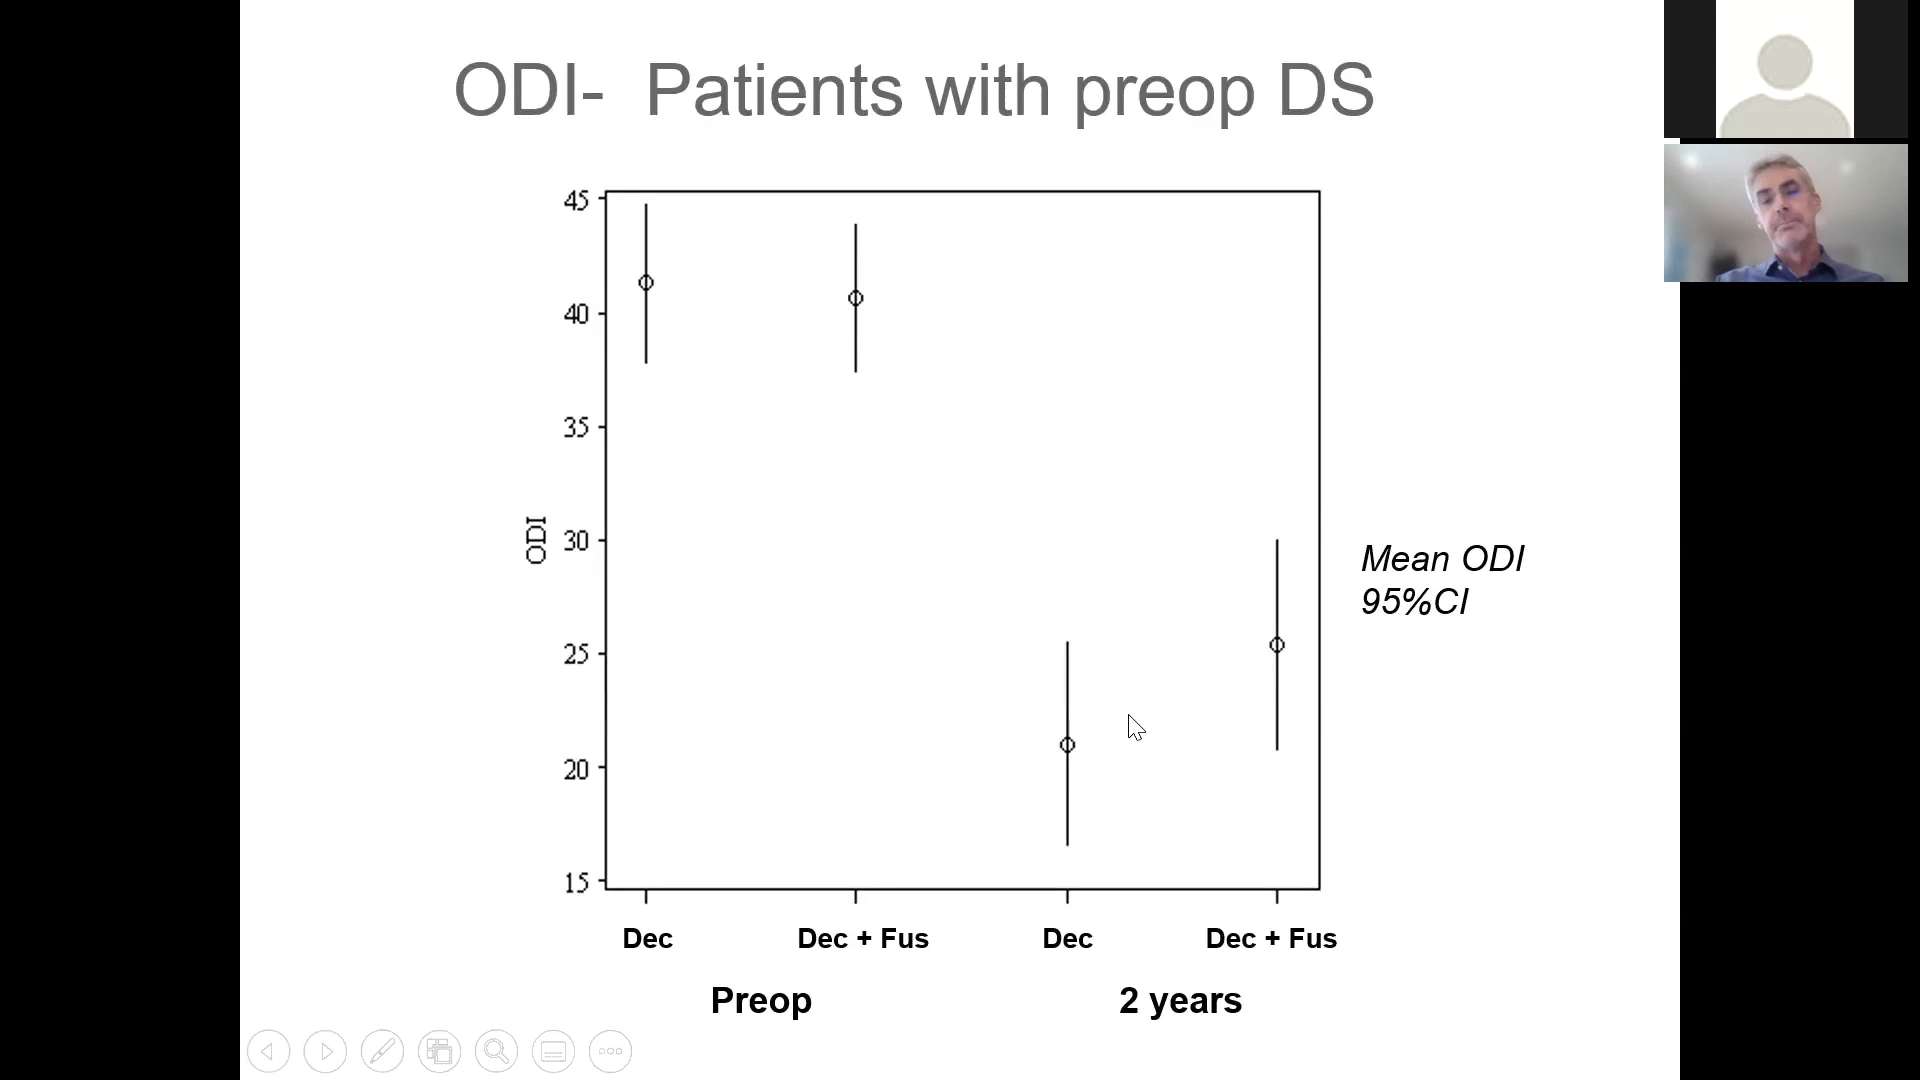 ODI- Patients with preop DS
45
40
35
30
25
20
15
ODI
Mean ODI
95%CI
Dec
Dec + Fus
Dec
Dec + Fus
Preop
2 years